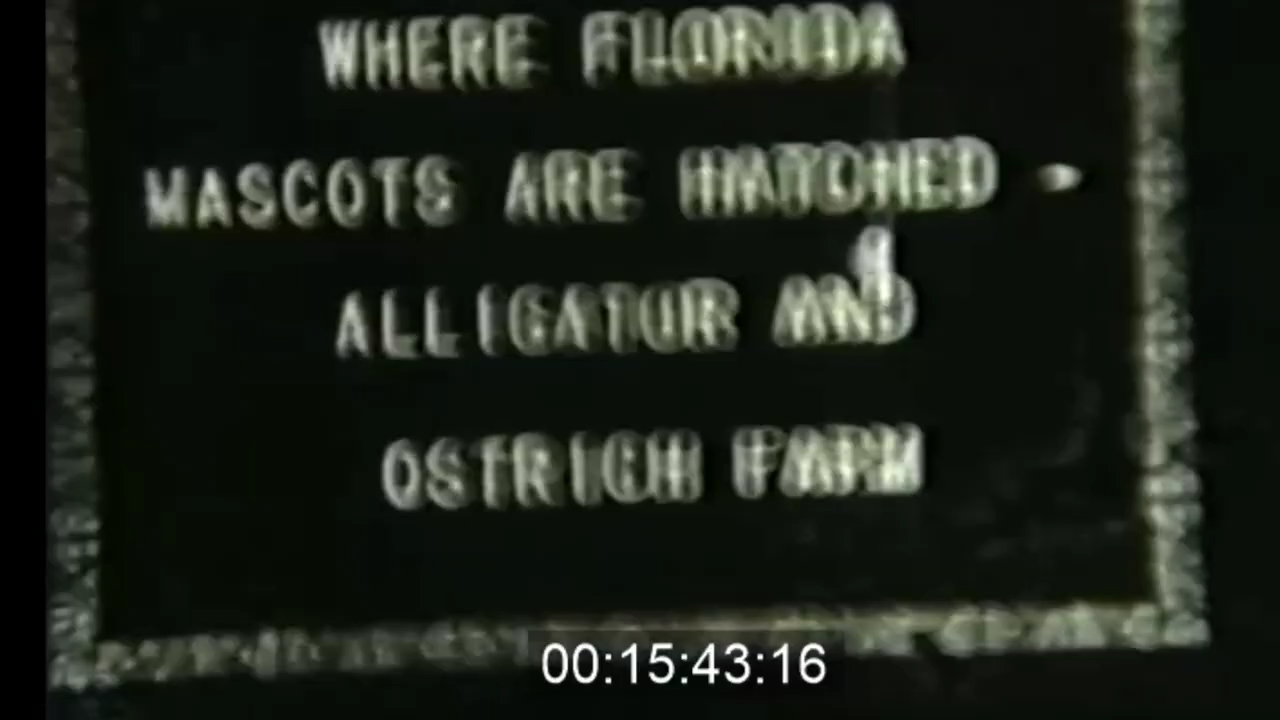 WHERE FLORIDA
MASCOTS ARE HATCHED -
ALLIGATOR AND
OSTRICH FARM
00:15:43:16